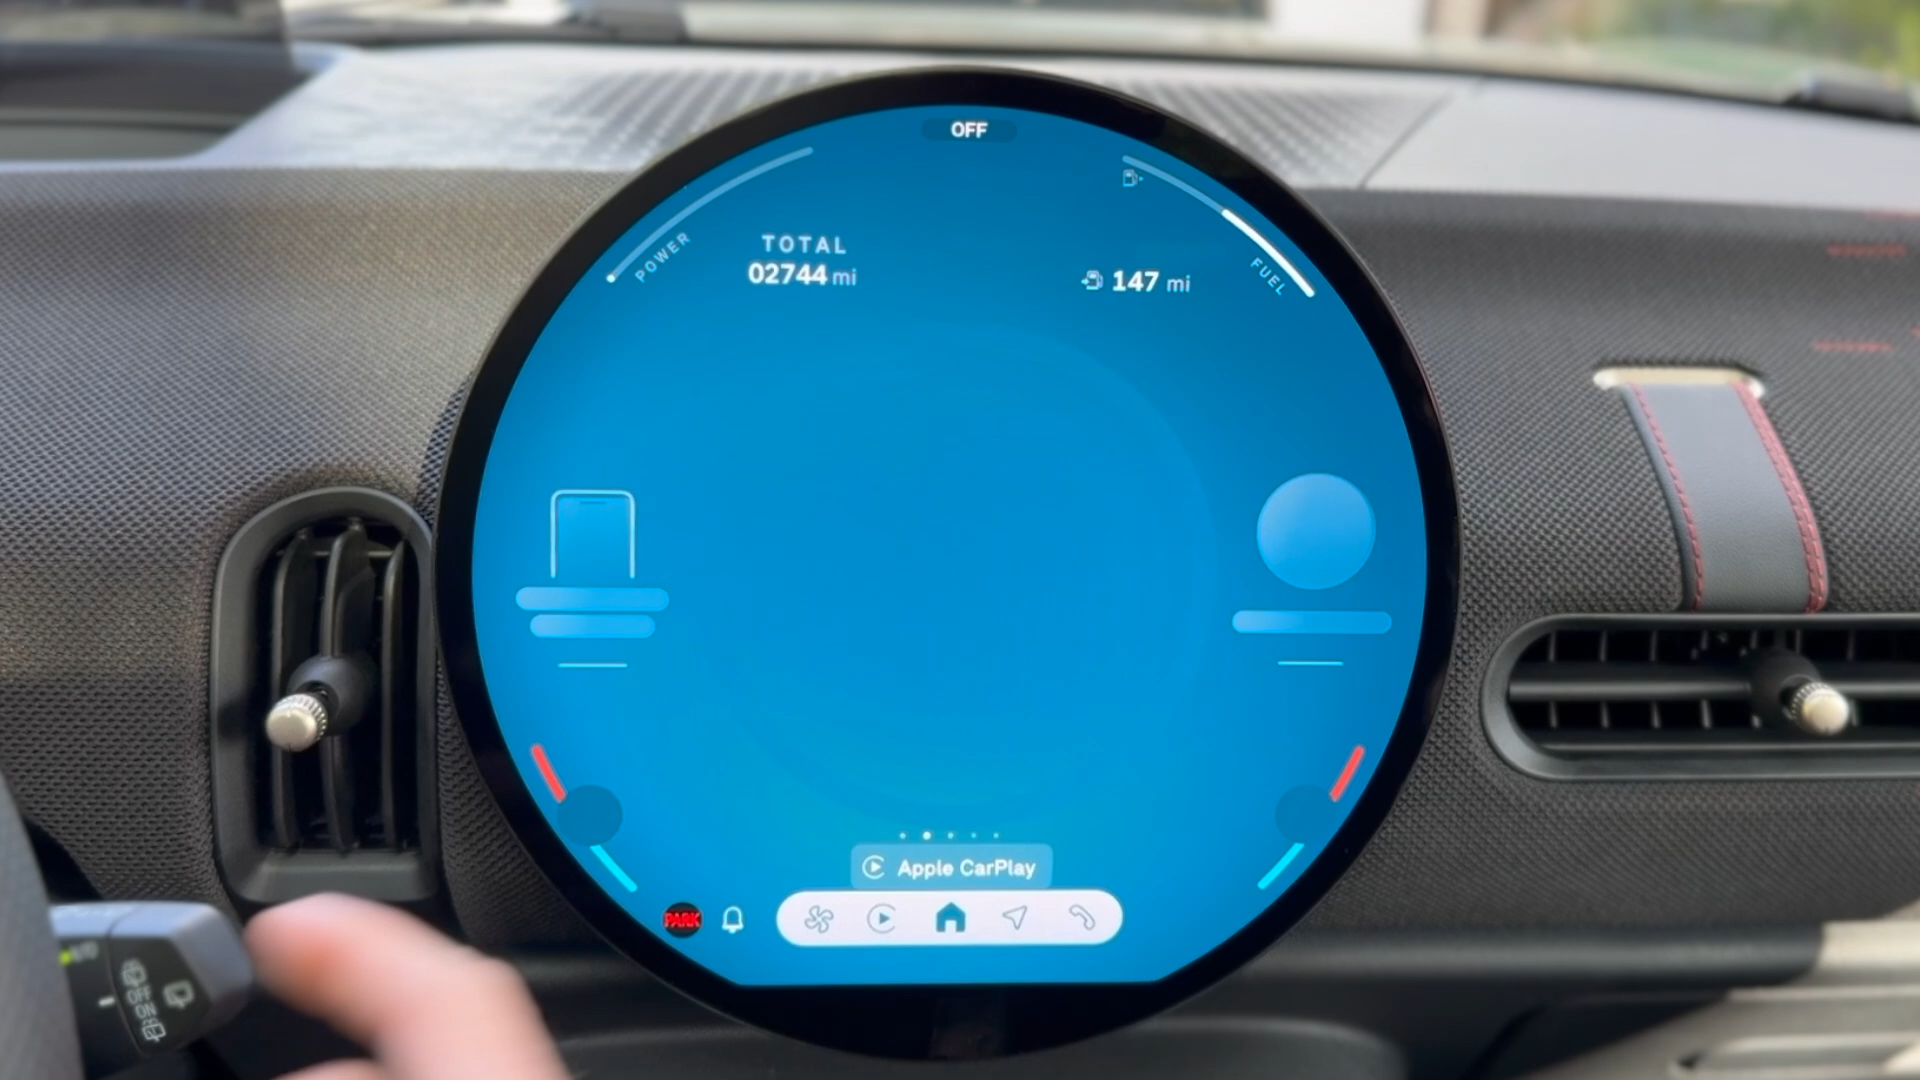 OFF
POWER
FUEL
TOTAL
02744 mi
147 mi
Apple CarPlay
PARK
OFF
ON